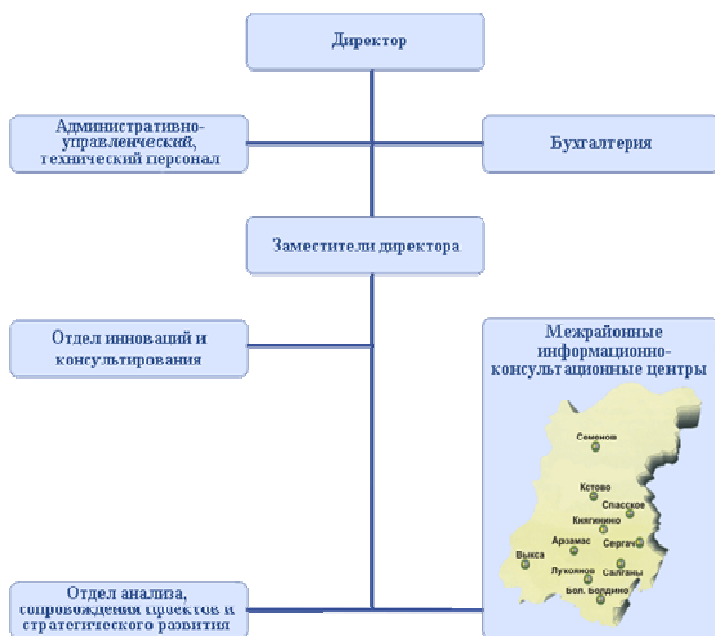 Директор
Административно-
управленческий,
технический персонал
Бухгалтерия
Заместители директора
Отдел инноваций и
консультирования
Межрайонные
информационно-
консультационные центры
Семенов
Кстово
Спасское
Княгинино
Арзамас
Сергач
Выкса
Лукоянов
Салганы
Бол. Болдино
Отдел анализа,
сопровождения проектов и
стратегического развития